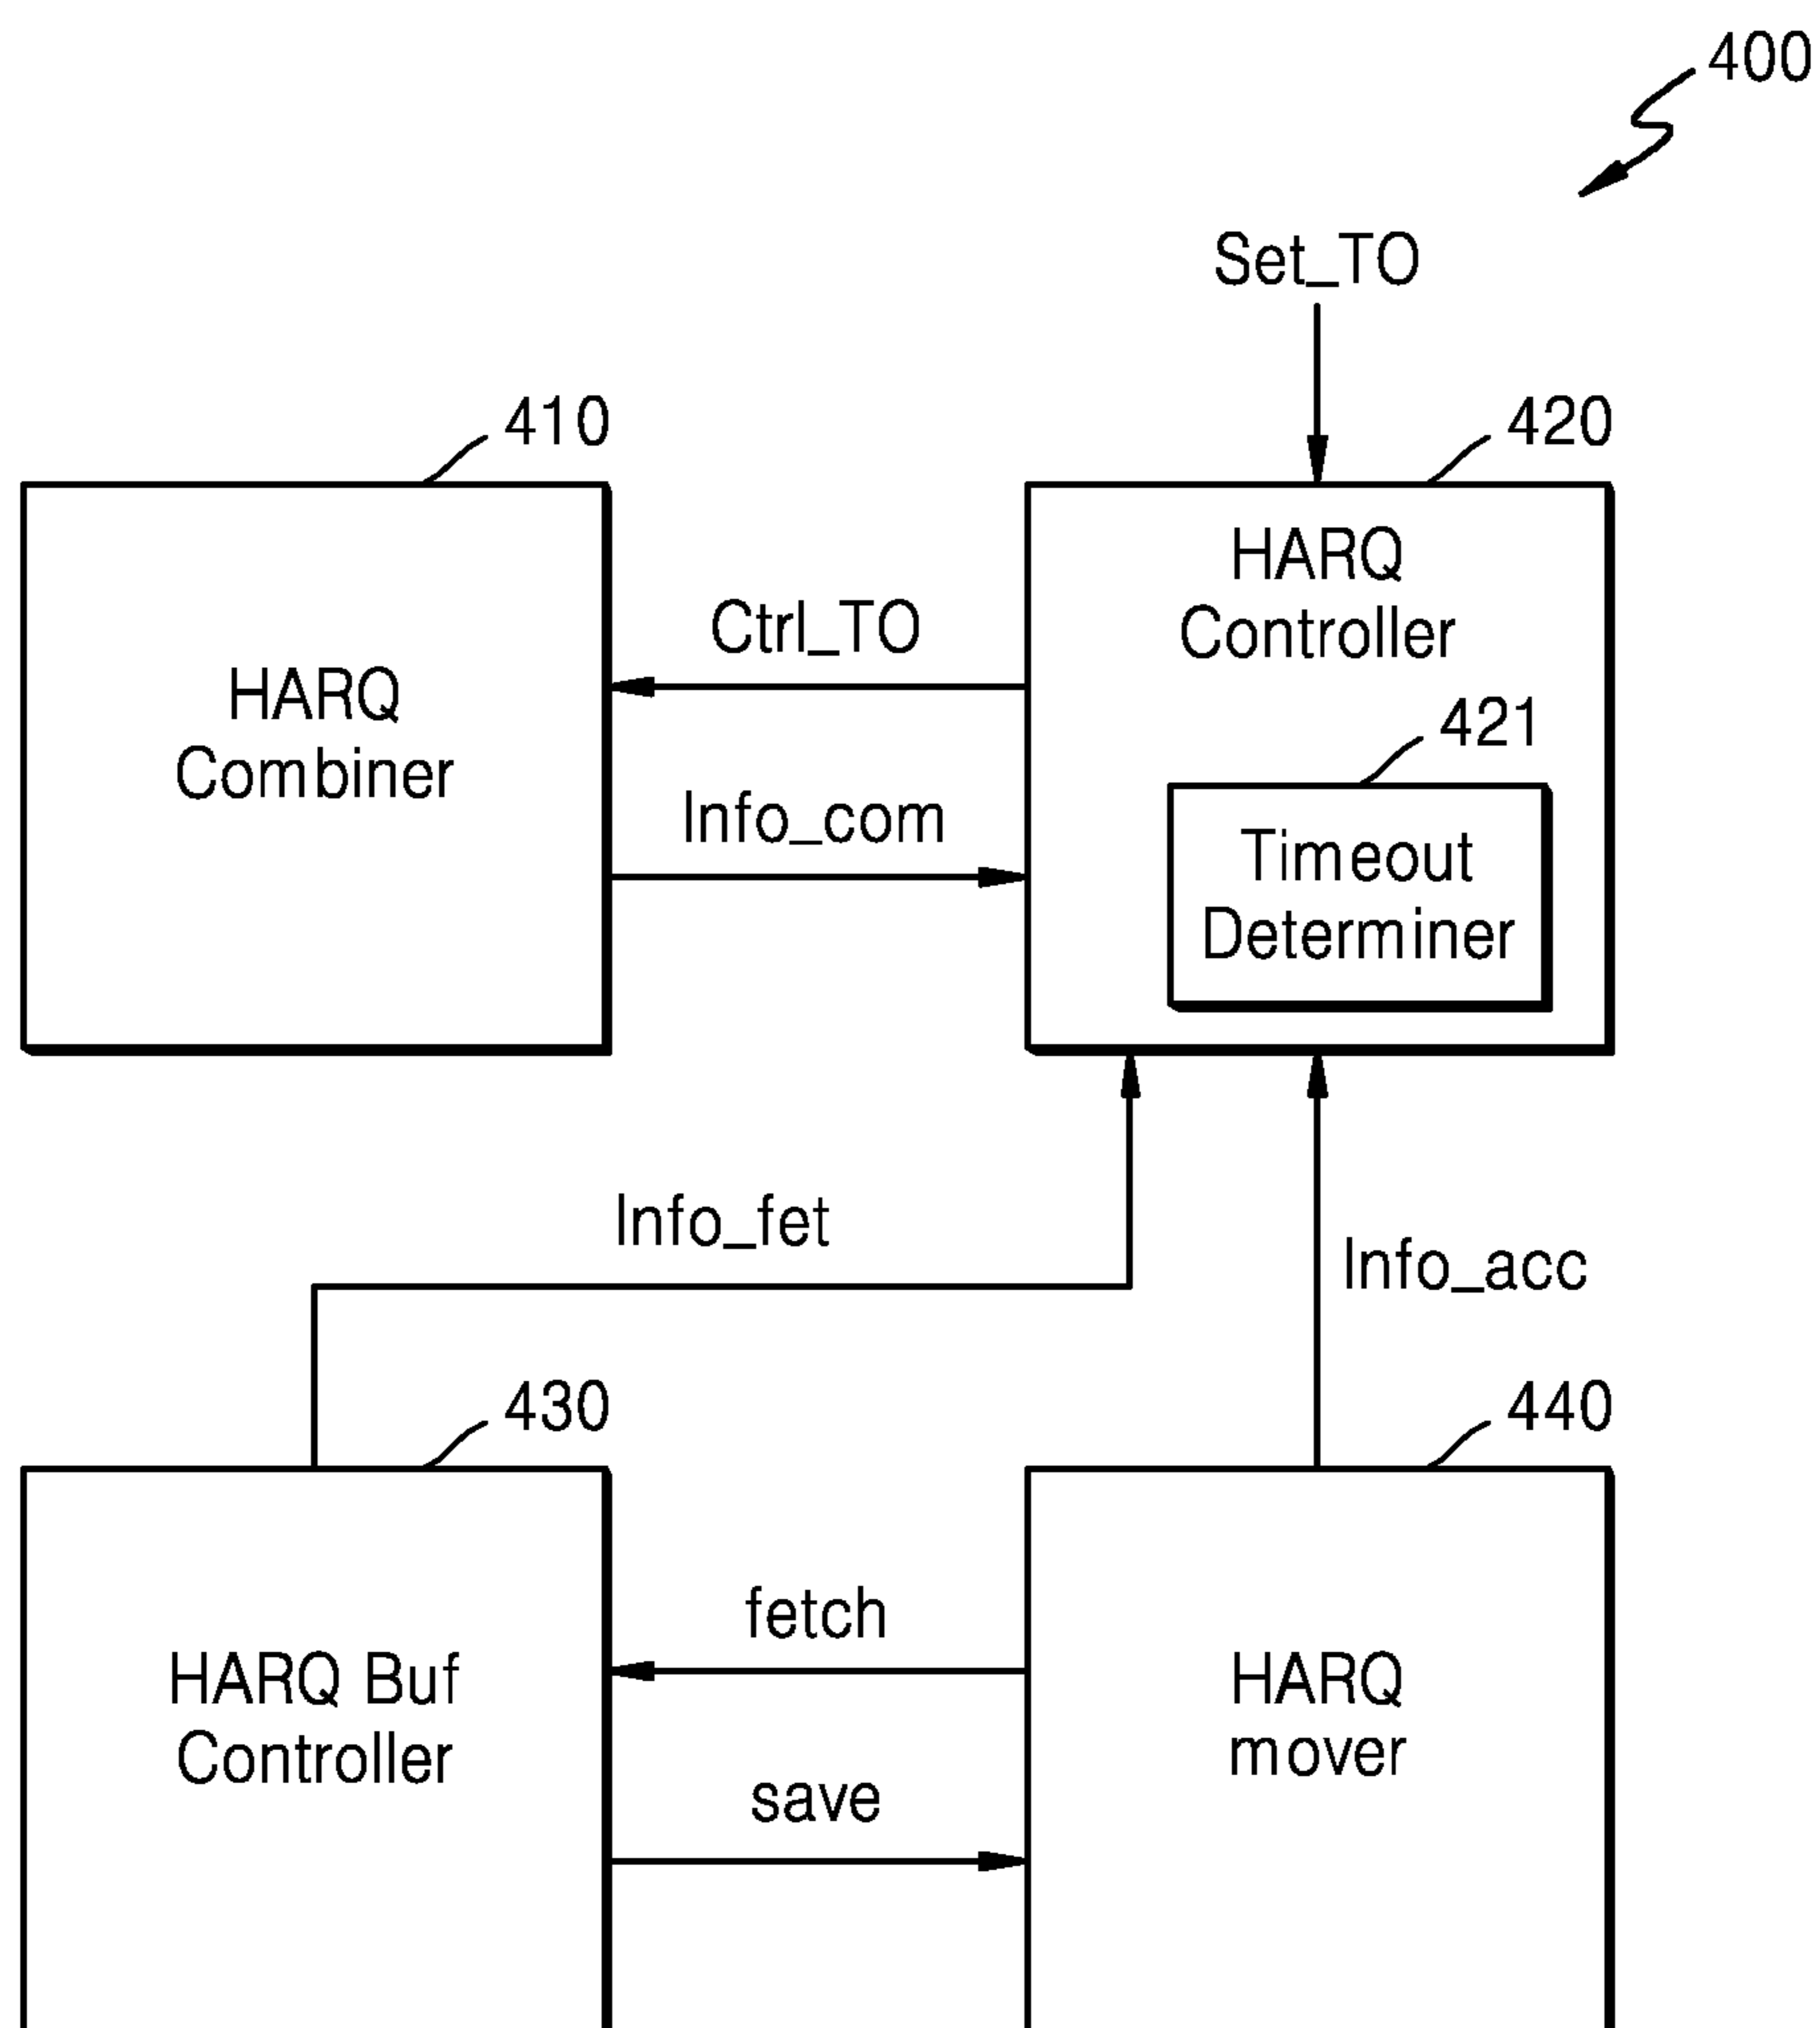 400
Set_TO
410
420
HARQ
Combiner
Ctrl_TO
Info_com
HARQ
Controller
421
Timeout
Determiner
Info_fet
Info_acc
430
440
HARQ Buf
Controller
fetch
save
HARQ
mover